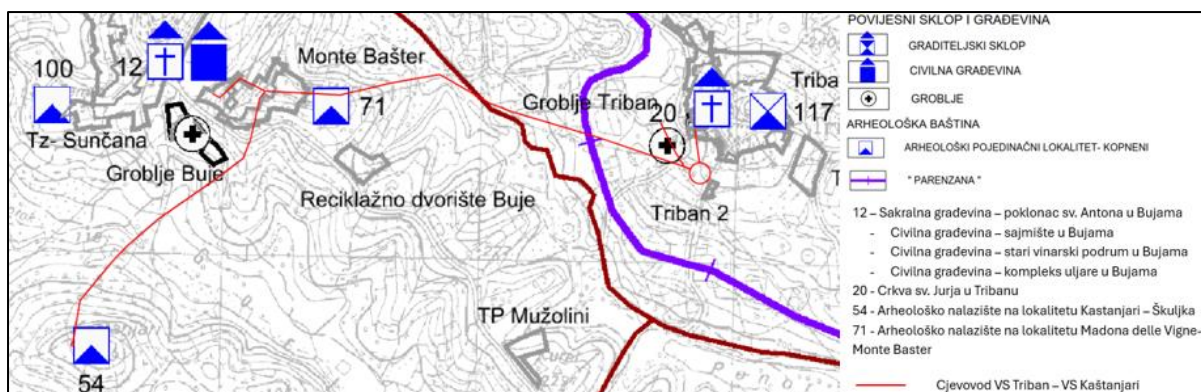 100
12
Monte Bašter
71
Tz- Sunčana
Groblje Buje
Reciklažno dvorište Buje
Groblje Triban
20
Triba
117
Triban 2
TP Mužolini
54
POVIJESNI SKLOP I GRAĐEVINA
GRADITELJSKI SKLOP
CIVILNA GRAĐEVINA
GROBLJE
ARHEOLOŠKA BAŠTINA
ARHEOLOŠKI POJEDINAČNI LOKALITET- KOPNENI
" PARENZANA "
12 – Sakralna građevina – poklonac sv. Antona u Bujama
- Civilna građevina – sajmište u Bujama
- Civilna građevina – stari vinarski podrum u Bujama
- Civilna građevina – kompleks uljare u Bujama
20 – Crkva sv. Jurja u Tribanu
54 - Arheološko nalazište na lokalitetu Kastanjari – Škuljka
71 - Arheološko nalazište na lokalitetu Madona delle Vigne-
Monte Baster
Cjevovod VS Triban – VS Kaštanjari